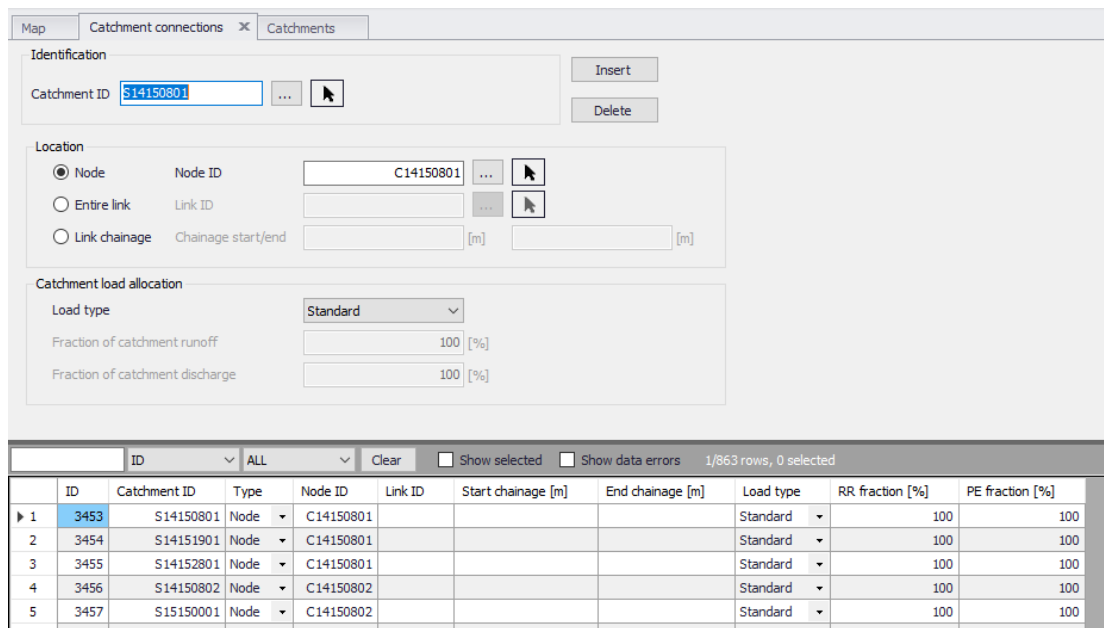 Map Catchment connections X Catchments
Identification
Catchment ID S14150801 ...
Insert
Delete
Location
Node Node ID C14150801 ...
Entire link Link ID ...
Link chainage Chainage start/end [m] [m]
Catchment load allocation
Load type Standard
Fraction of catchment runoff 100 [%]
Fraction of catchment discharge 100 [%]
ID ALL Clear Show selected Show data errors 1/863 rows, 0 selected
ID Catchment ID Type Node ID Link ID Start chainage [m] End chainage [m] Load type RR fraction [%] PE fraction [%]
1 3453 S14150801 Node C14150801 Standard 100 100
2 3454 S14151901 Node C14150801 Standard 100 100
3 3455 S14152801 Node C14150801 Standard 100 100
4 3456 S14150802 Node C14150802 Standard 100 100
5 3457 S15150001 Node C14150802 Standard 100 100